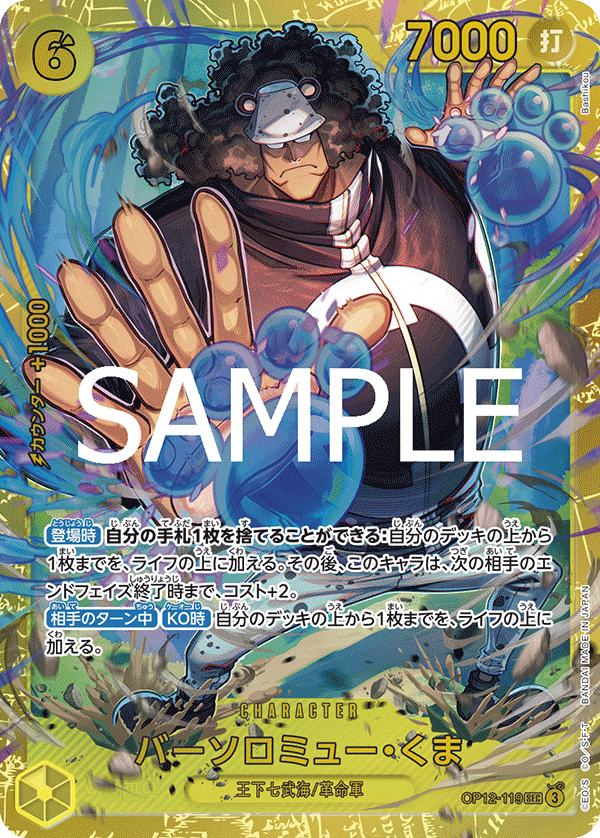 6
7000
打
Bashikou
カウンター +1000
SAMPLE
登場時 自分の手札1枚を捨てることができる:自分のデッキの上から
1枚までを、ライフの上に加える。その後、このキャラは、次の相手のエ
ンドフェイズ終了時まで、コスト+2。
相手のターン中 KO時 自分のデッキの上から1枚までを、ライフの上に
加える。
CHARACTER
バーソロミュー・くま
王下七武海/革命軍
OP12-119 SEC 3
©E.O./S. ©E.O./S.,F.,T. BANDAI MADE IN JAPAN